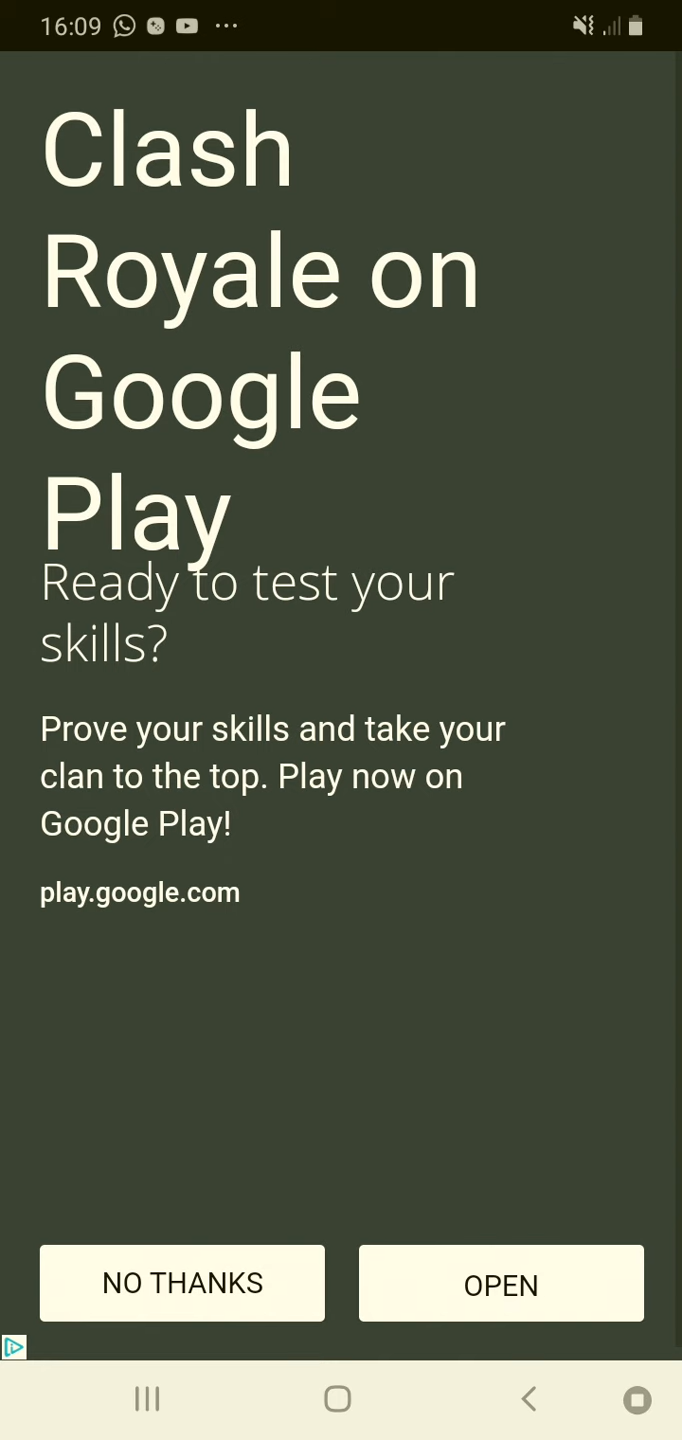 16:09
Clash
Royale on
Google
Play
Ready to test your
skills?
Prove your skills and take your
clan to the top. Play now on
Google Play!
play.google.com
NO THANKS
OPEN